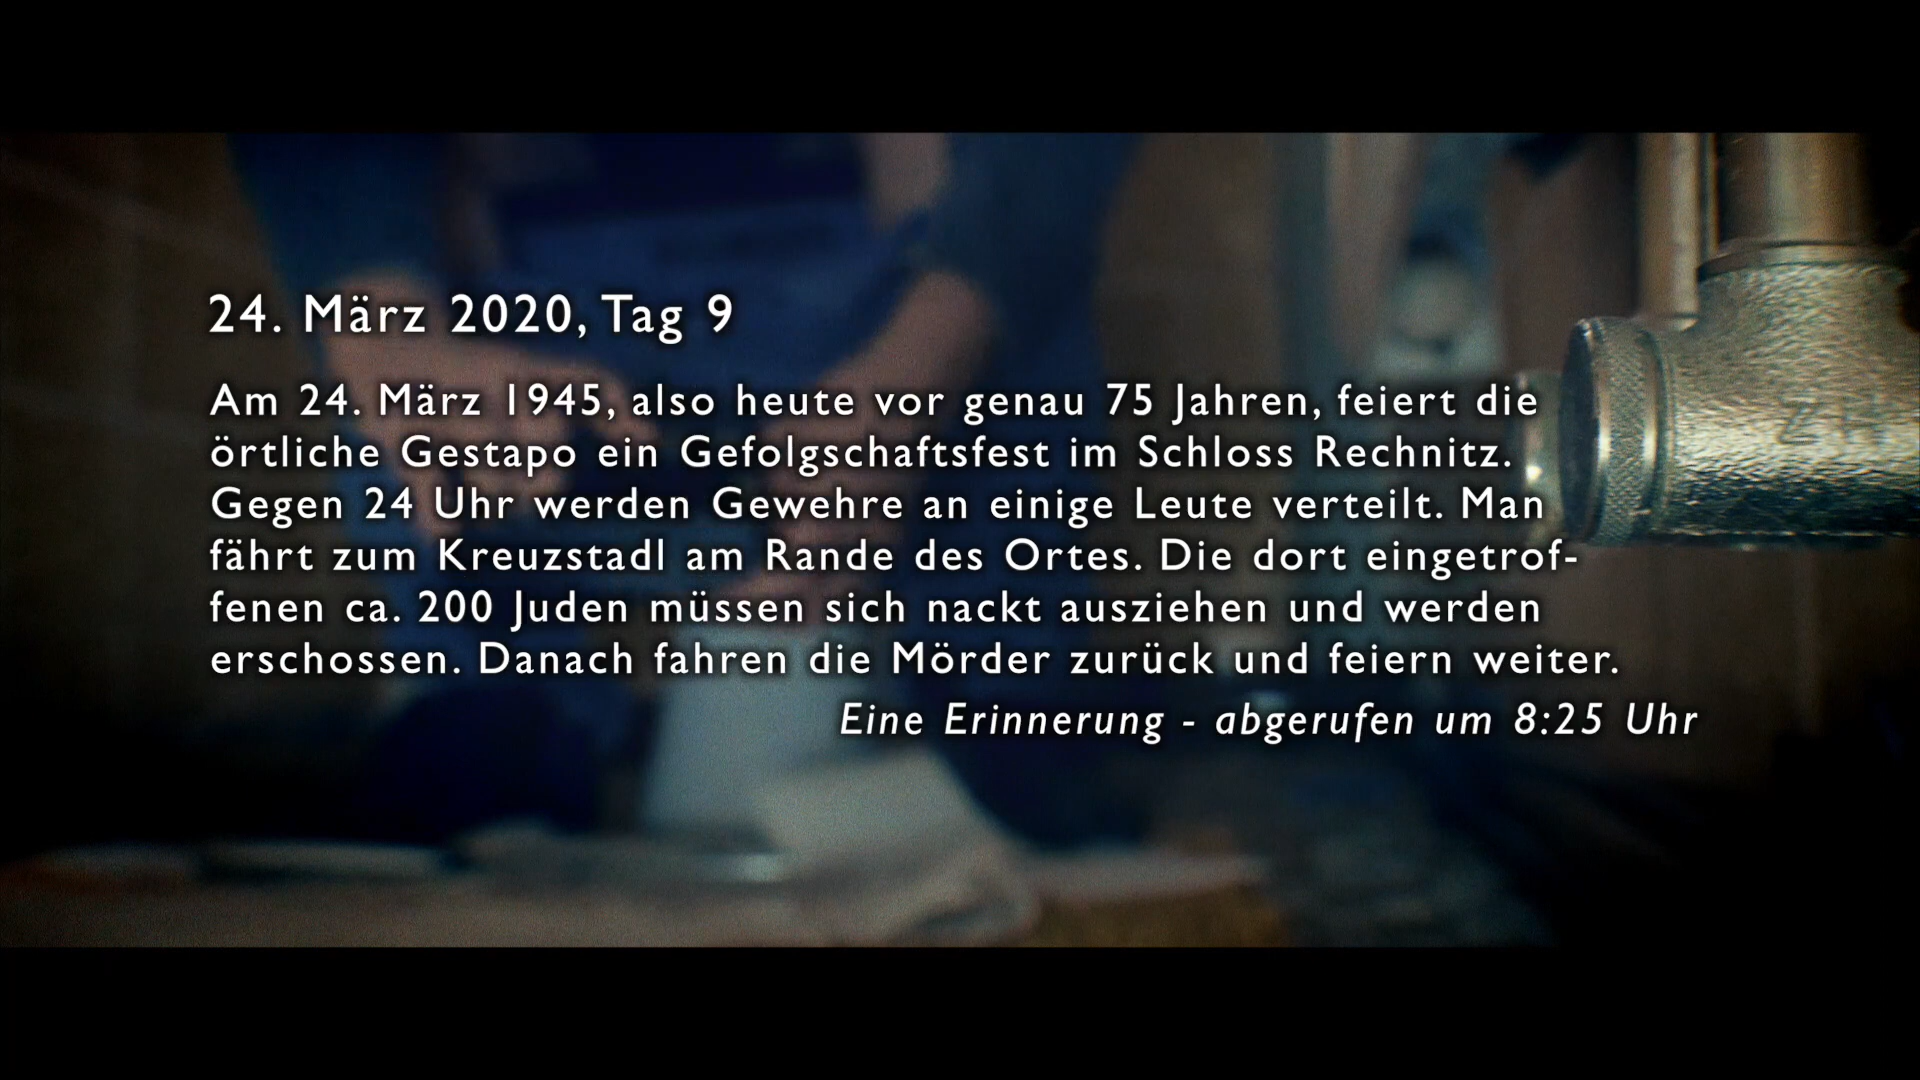 24. März 2020, Tag 9
Am 24. März 1945, also heute vor genau 75 Jahren, feiert die
örtliche Gestapo ein Gefolgschaftsfest im Schloss Rechnitz.
Gegen 24 Uhr werden Gewehre an einige Leute verteilt. Man
fährt zum Kreuzstadl am Rande des Ortes. Die dort eingetrof-
fenen ca. 200 Juden müssen sich nackt ausziehen und werden
erschossen. Danach fahren die Mörder zurück und feiern weiter.
Eine Erinnerung - abgerufen um 8:25 Uhr